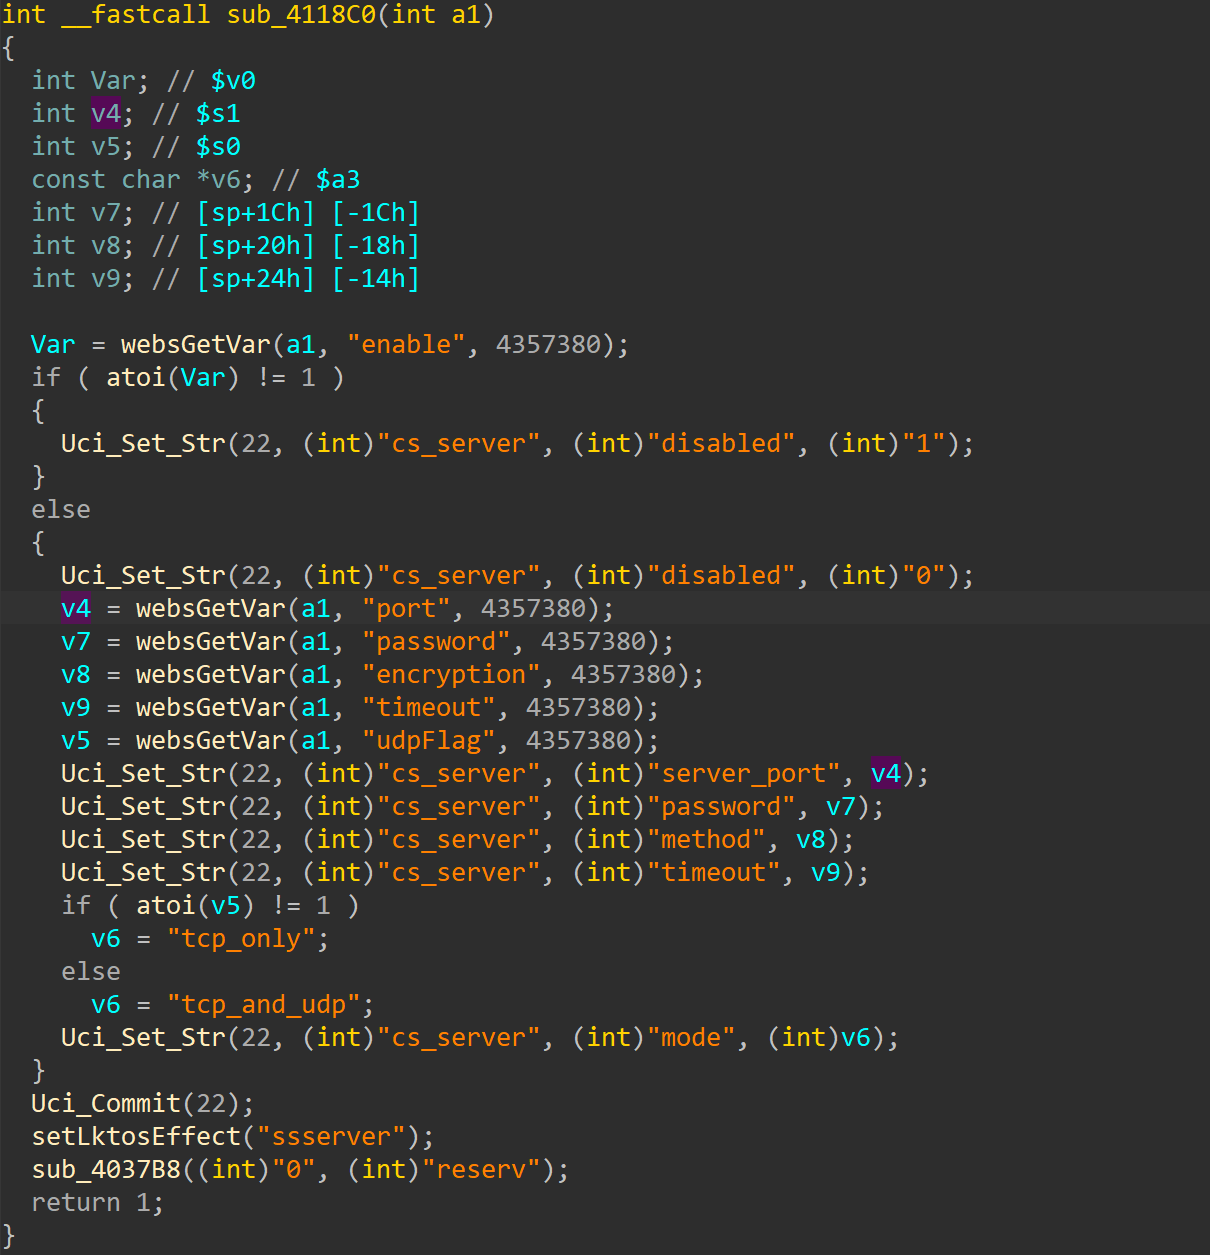 int __fastcall sub_4118C0(int a1)
{
  int Var; // $v0
  int v4; // $s1
  int v5; // $s0
  const char *v6; // $a3
  int v7; // [sp+1Ch] [-1Ch]
  int v8; // [sp+20h] [-18h]
  int v9; // [sp+24h] [-14h]

  Var = websGetVar(a1, "enable", 4357380);
  if ( atoi(Var) != 1 )
  {
    Uci_Set_Str(22, (int)"cs_server", (int)"disabled", (int)"1");
  }
  else
  {
    Uci_Set_Str(22, (int)"cs_server", (int)"disabled", (int)"0");
    v4 = websGetVar(a1, "port", 4357380);
    v7 = websGetVar(a1, "password", 4357380);
    v8 = websGetVar(a1, "encryption", 4357380);
    v9 = websGetVar(a1, "timeout", 4357380);
    v5 = websGetVar(a1, "udpFlag", 4357380);
    Uci_Set_Str(22, (int)"cs_server", (int)"server_port", v4);
    Uci_Set_Str(22, (int)"cs_server", (int)"password", v7);
    Uci_Set_Str(22, (int)"cs_server", (int)"method", v8);
    Uci_Set_Str(22, (int)"cs_server", (int)"timeout", v9);
    if ( atoi(v5) != 1 )
      v6 = "tcp_only";
    else
      v6 = "tcp_and_udp";
    Uci_Set_Str(22, (int)"cs_server", (int)"mode", (int)v6);
  }
  Uci_Commit(22);
  setLktosEffect("ssserver");
  sub_4037B8((int)"0", (int)"reserv");
  return 1;
}